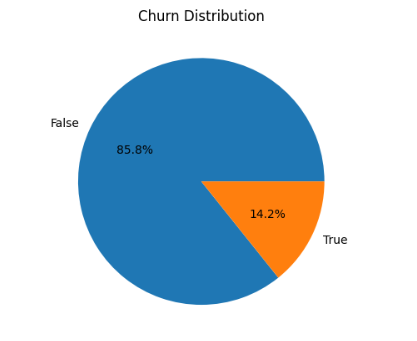 Churn Distribution
False
85.8%
14.2%
True